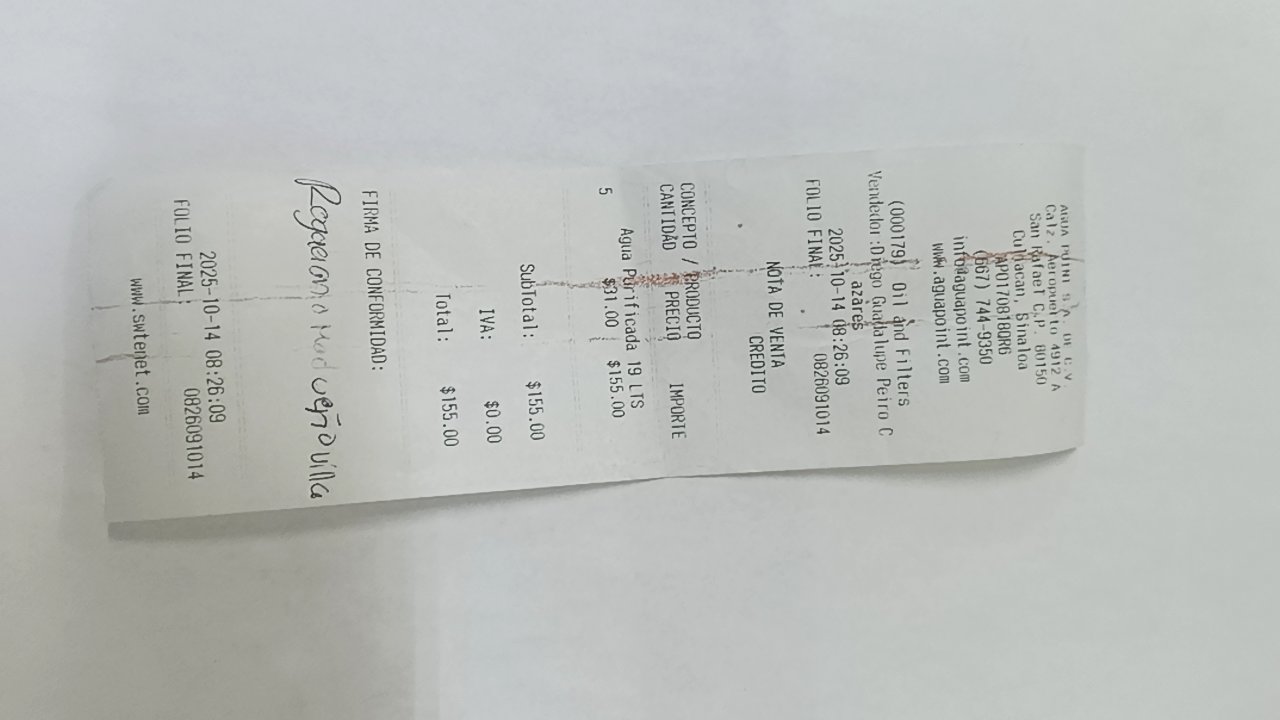 AGUA POINT S.A. DE C.V.
Calz. Aeropuerto 4912 A
San Rafael C.P. 80150
Culiacan, Sinaloa
APO170818QR6
(667) 744-9350
info@aguapoint.com
www.aguapoint.com
(000179) Oil and Filters
Vendedor:Diego Guadalupe Peiro C
azares
2025-10-14 08:26:09
FOLIO FINAL: 0826091014
NOTA DE VENTA
CREDITO
CONCEPTO / PRODUCTO
CANTIDAD PRECIO IMPORTE
Agua Purificada 19 LTS
5 $31.00 $155.00
SubTotal: $155.00
IVA: $0.00
Total: $155.00
FIRMA DE CONFORMIDAD:
2025-10-14 08:26:09
FOLIO FINAL: 0826091014
www.swtenet.com